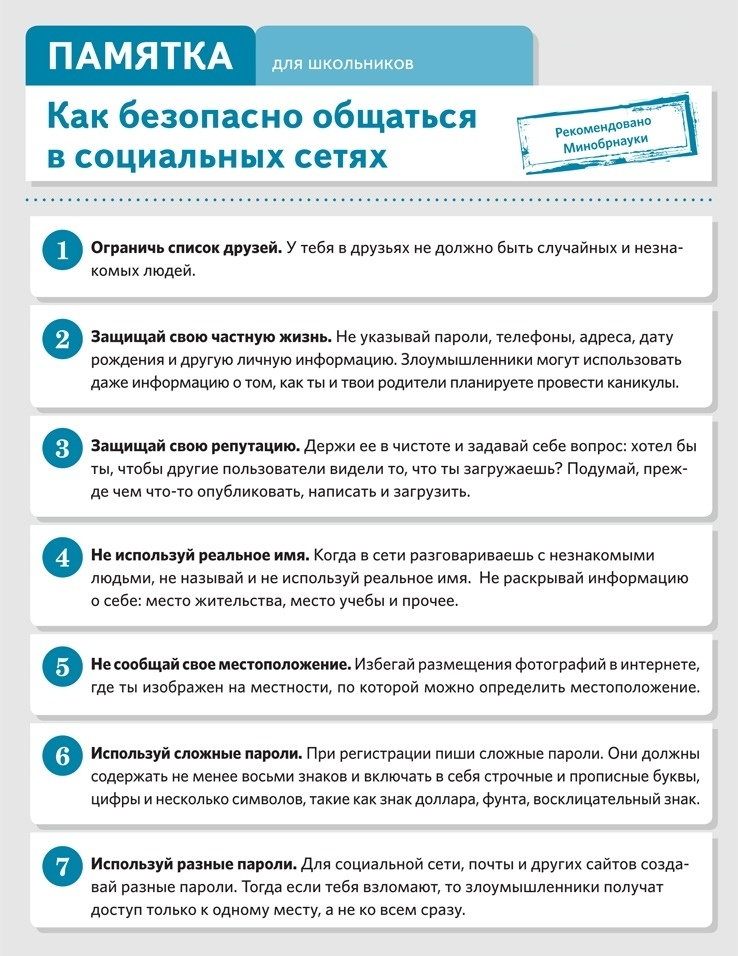 ПАМЯТКА
для школьников
Как безопасно общаться
в социальных сетях
Рекомендовано
Минобрнауки
1
Ограничь список друзей. У тебя в друзьях не должно быть случайных и незна-
комых людей.
2
Защищай свою частную жизнь. Не указывай пароли, телефоны, адреса, дату
рождения и другую личную информацию. Злоумышленники могут использовать
даже информацию о том, как ты и твои родители планируете провести каникулы.
3
Защищай свою репутацию. Держи ее в чистоте и задавай себе вопрос: хотел бы
ты, чтобы другие пользователи видели то, что ты загружаешь? Подумай, преж-
де чем что-то опубликовать, написать и загрузить.
4
Не используй реальное имя. Когда в сети разговариваешь с незнакомыми
людьми, не называй и не используй реальное имя. Не раскрывай информацию
о себе: место жительства, место учебы и прочее.
5
Не сообщай свое местоположение. Избегай размещения фотографий в интернете,
где ты изображен на местности, по которой можно определить местоположение.
6
Используй сложные пароли. При регистрации пиши сложные пароли. Они должны
содержать не менее восьми знаков и включать в себя строчные и прописные буквы,
цифры и несколько символов, такие как знак доллара, фунта, восклицательный знак.
7
Используй разные пароли. Для социальной сети, почты и других сайтов созда-
вай разные пароли. Тогда если тебя взломают, то злоумышленники получат
доступ только к одному месту, а не ко всем сразу.